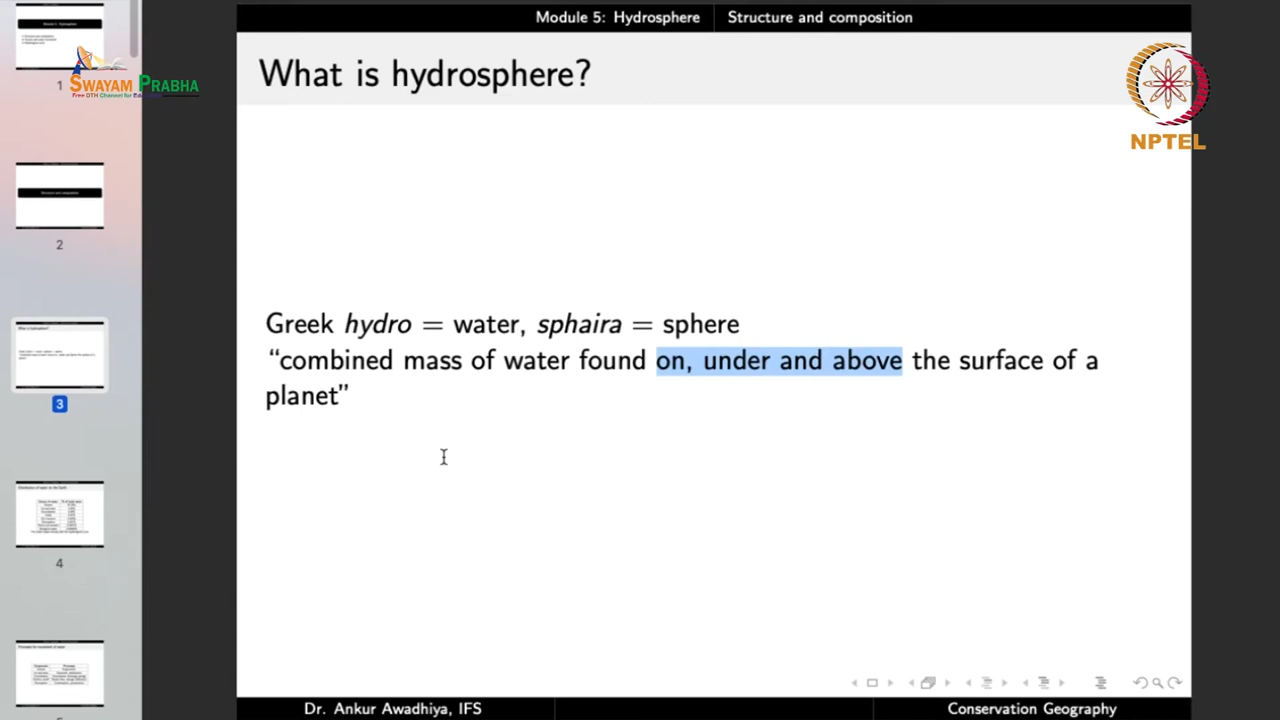 Module 5: Hydrosphere
Structure and composition
What is hydrosphere?
Greek hydro = water, sphaira = sphere
“combined mass of water found on, under and above the surface of a
planet”
Dr. Ankur Awadhiya, IFS
Conservation Geography
SWAYAM PRABHA
NPTEL
1
2
3
4